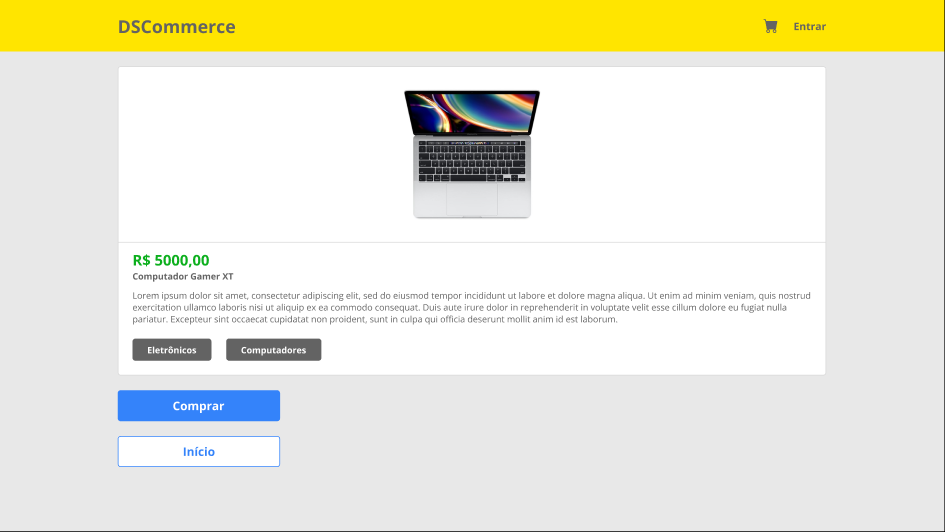 DSCommerce
Entrar
R$ 5000,00
Computador Gamer XT
Lorem ipsum dolor sit amet, consectetur adipiscing elit, sed do eiusmod tempor incididunt ut labore et dolore magna aliqua. Ut enim ad minim veniam, quis nostrud
exercitation ullamco laboris nisi ut aliquip ex ea commodo consequat. Duis aute irure dolor in reprehenderit in voluptate velit esse cillum dolore eu fugiat nulla
pariatur. Excepteur sint occaecat cupidatat non proident, sunt in culpa qui officia deserunt mollit anim id est laborum.
Eletrônicos
Computadores
Comprar
Início